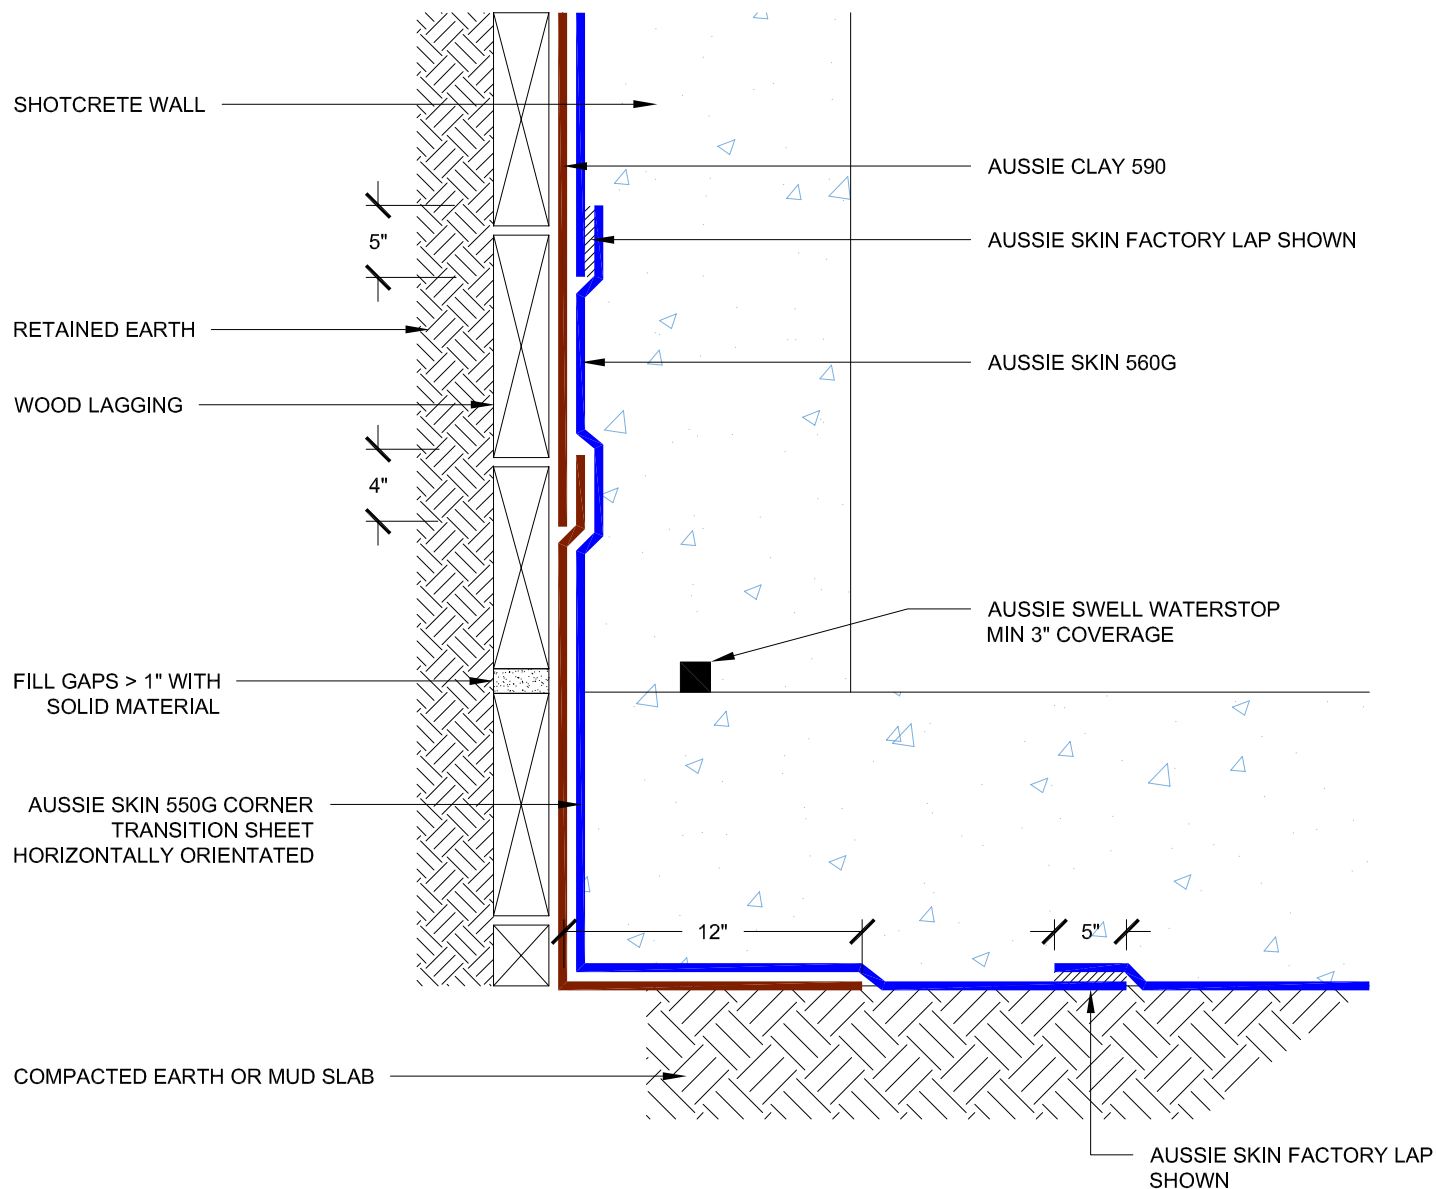 SHOTCRETE WALL
AUSSIE CLAY 590
5"
AUSSIE SKIN FACTORY LAP SHOWN
RETAINED EARTH
AUSSIE SKIN 560G
WOOD LAGGING
4"
AUSSIE SWELL WATERSTOP
MIN 3" COVERAGE
FILL GAPS > 1" WITH
SOLID MATERIAL
AUSSIE SKIN 550G CORNER
TRANSITION SHEET
HORIZONTALLY ORIENTATED
12"
5"
COMPACTED EARTH OR MUD SLAB
AUSSIE SKIN FACTORY LAP
SHOWN